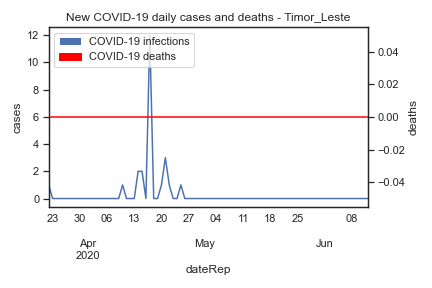 New COVID-19 daily cases and deaths - Timor_Leste
COVID-19 infections
COVID-19 deaths
12
10
8
6
4
2
0
cases
0.04
0.02
0.00
−0.02
−0.04
deaths
23 30 06 13 20 27 04 11 18 25 08
Apr May Jun
2020
dateRep